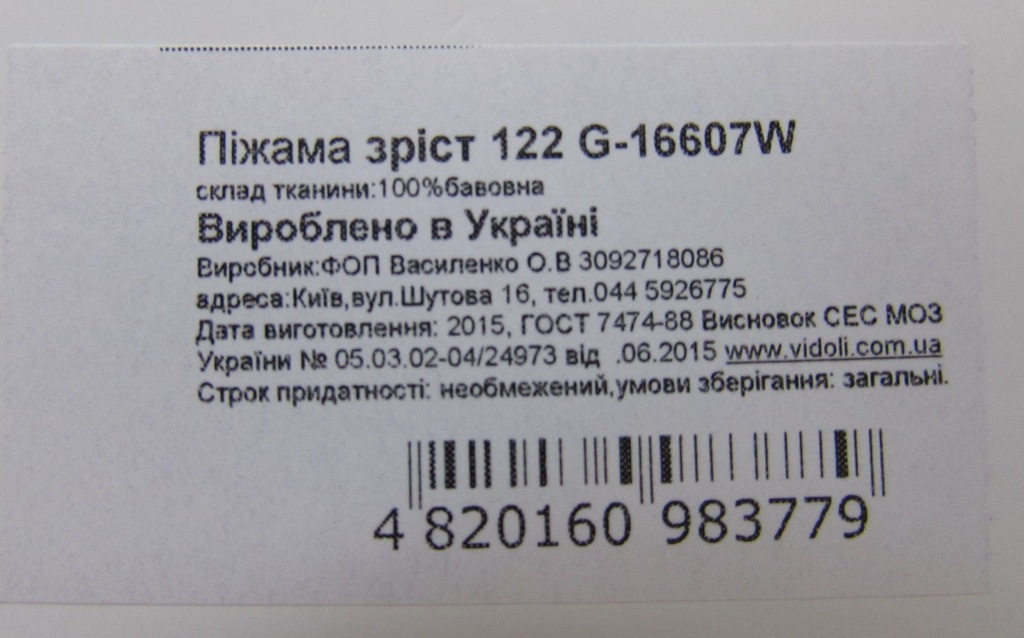 Піжама зріст 122 G-16607W
склад тканини:100%бавовна
Вироблено в Україні
Виробник:ФОП Василенко О.В 3092718086
адреса:Київ,вул.Шутова 16, тел.044 5926775
Дата виготовлення: 2015, ГОСТ 7474-88 Висновок СЕС МОЗ
України № 05.03.02-04/24973 від .06.2015 www.vidoli.com.ua
Строк придатності: необмежений,умови зберігання: загальні.
4 820160 983779